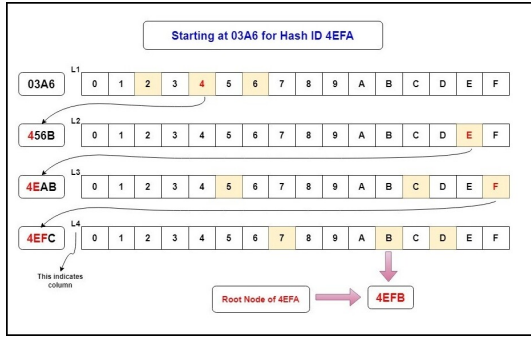 Starting at 03A6 for Hash ID 4EFA
L1
03A6 0 1 2 3 4 5 6 7 8 9 A B C D E F
L2
456B 0 1 2 3 4 5 6 7 8 9 A B C D E F
L3
4EAB 0 1 2 3 4 5 6 7 8 9 A B C D E F
L4
4EFC 0 1 2 3 4 5 6 7 8 9 A B C D E F
This indicates
column
Root Node of 4EFA 4EFB